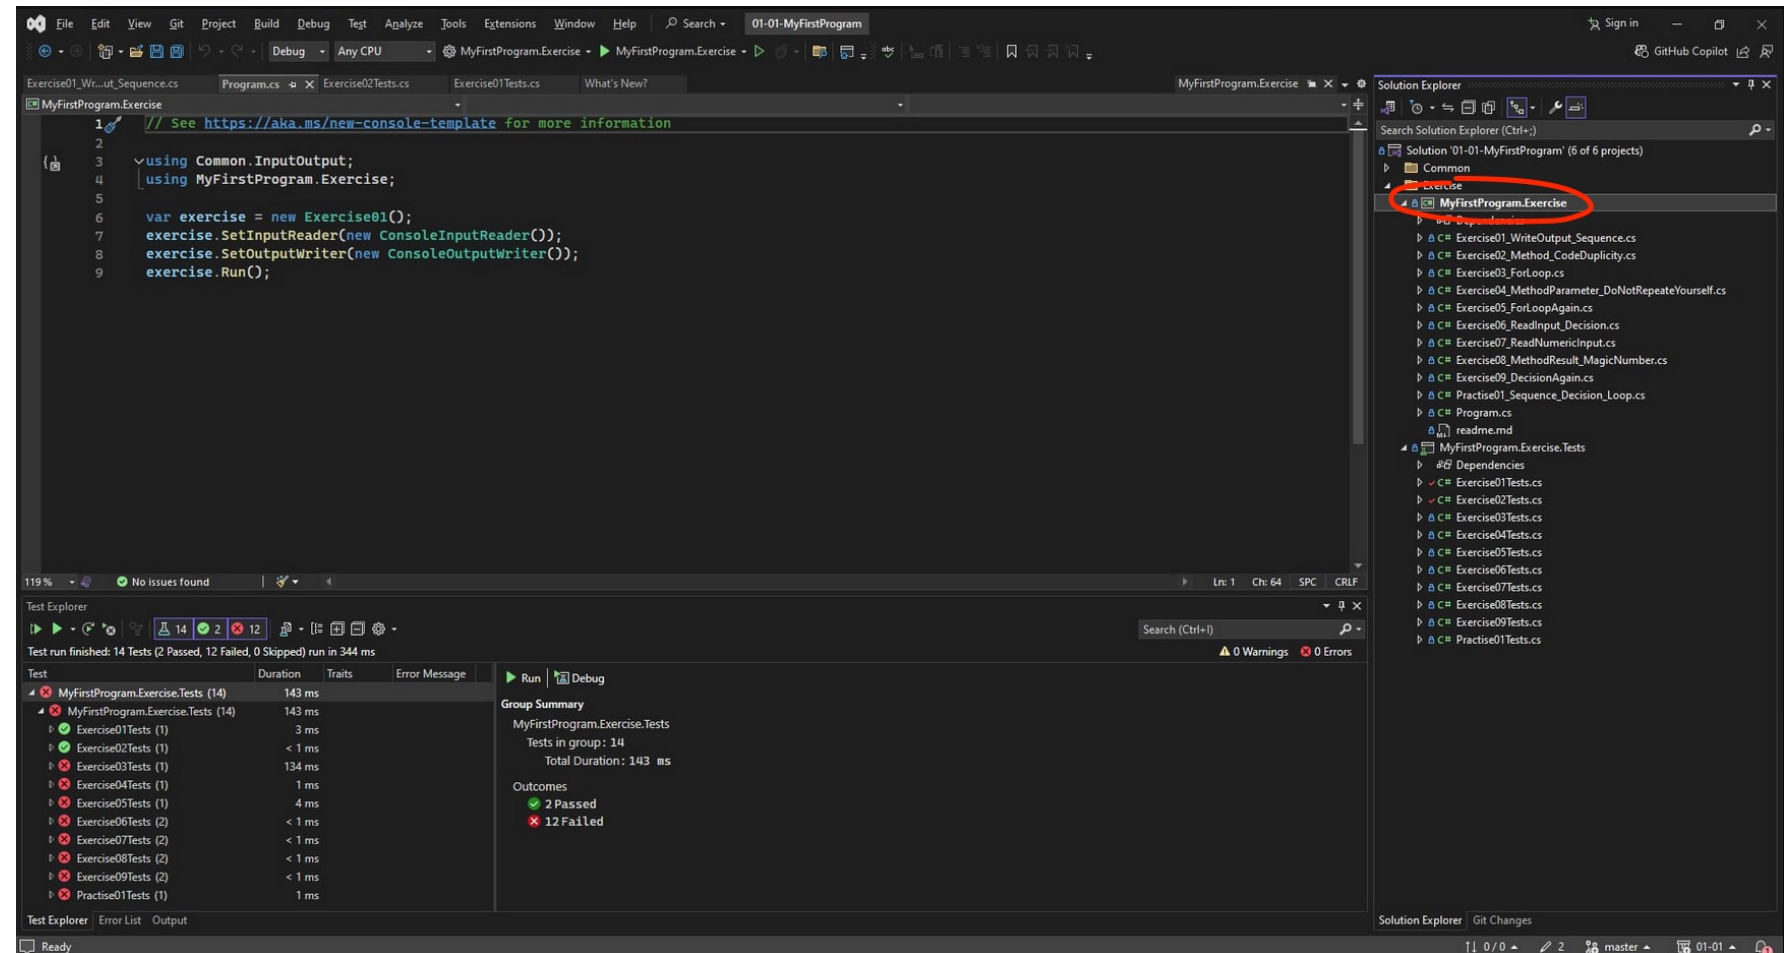 File Edit View Git Project Build Debug Test Analyze Tools Extensions Window Help Search 01-01-MyFirstProgram Sign in
Debug Any CPU MyFirstProgram.Exercise MyFirstProgram.Exercise GitHub Copilot
Exercise01_Wr...ut_Sequence.cs Program.cs Exercise02Tests.cs Exercise01Tests.cs What's New? MyFirstProgram.Exercise
MyFirstProgram.Exercise
1 // See https://aka.ms/new-console-template for more information
2
3 using Common.InputOutput;
4 using MyFirstProgram.Exercise;
5
6 var exercise = new Exercise01();
7 exercise.SetInputReader(new ConsoleInputReader());
8 exercise.SetOutputWriter(new ConsoleOutputWriter());
9 exercise.Run();
119 % No issues found Ln: 1 Ch: 64 SPC CRLF
Test Explorer
14 2 12 Search (Ctrl+I)
Test run finished: 14 Tests (2 Passed, 12 Failed, 0 Skipped) run in 344 ms 0 Warnings 0 Errors
Test Duration Traits Error Message
MyFirstProgram.Exercise.Tests (14) 143 ms
MyFirstProgram.Exercise.Tests (14) 143 ms
Exercise01Tests (1) 3 ms
Exercise02Tests (1) < 1 ms
Exercise03Tests (1) 134 ms
Exercise04Tests (1) 1 ms
Exercise05Tests (1) 4 ms
Exercise06Tests (2) < 1 ms
Exercise07Tests (2) < 1 ms
Exercise08Tests (2) < 1 ms
Exercise09Tests (2) < 1 ms
Practise01Tests (1) 1 ms
Run Debug
Group Summary
MyFirstProgram.Exercise.Tests
Tests in group: 14
Total Duration: 143 ms
Outcomes
2 Passed
12 Failed
Test Explorer Error List Output
Solution Explorer
Search Solution Explorer (Ctrl+;)
Solution '01-01-MyFirstProgram' (6 of 6 projects)
Common
Exercise
MyFirstProgram.Exercise
Dependencies
C# Exercise01_WriteOutput_Sequence.cs
C# Exercise02_Method_CodeDuplicity.cs
C# Exercise03_ForLoop.cs
C# Exercise04_MethodParameter_DoNotRepeateYourself.cs
C# Exercise05_ForLoopAgain.cs
C# Exercise06_ReadInput_Decision.cs
C# Exercise07_ReadNumericInput.cs
C# Exercise08_MethodResult_MagicNumber.cs
C# Exercise09_DecisionAgain.cs
C# Practise01_Sequence_Decision_Loop.cs
C# Program.cs
readme.md
MyFirstProgram.Exercise.Tests
Dependencies
C# Exercise01Tests.cs
C# Exercise02Tests.cs
C# Exercise03Tests.cs
C# Exercise04Tests.cs
C# Exercise05Tests.cs
C# Exercise06Tests.cs
C# Exercise07Tests.cs
C# Exercise08Tests.cs
C# Exercise09Tests.cs
C# Practise01Tests.cs
Solution Explorer Git Changes
Ready 0 / 0 2 master 01-01